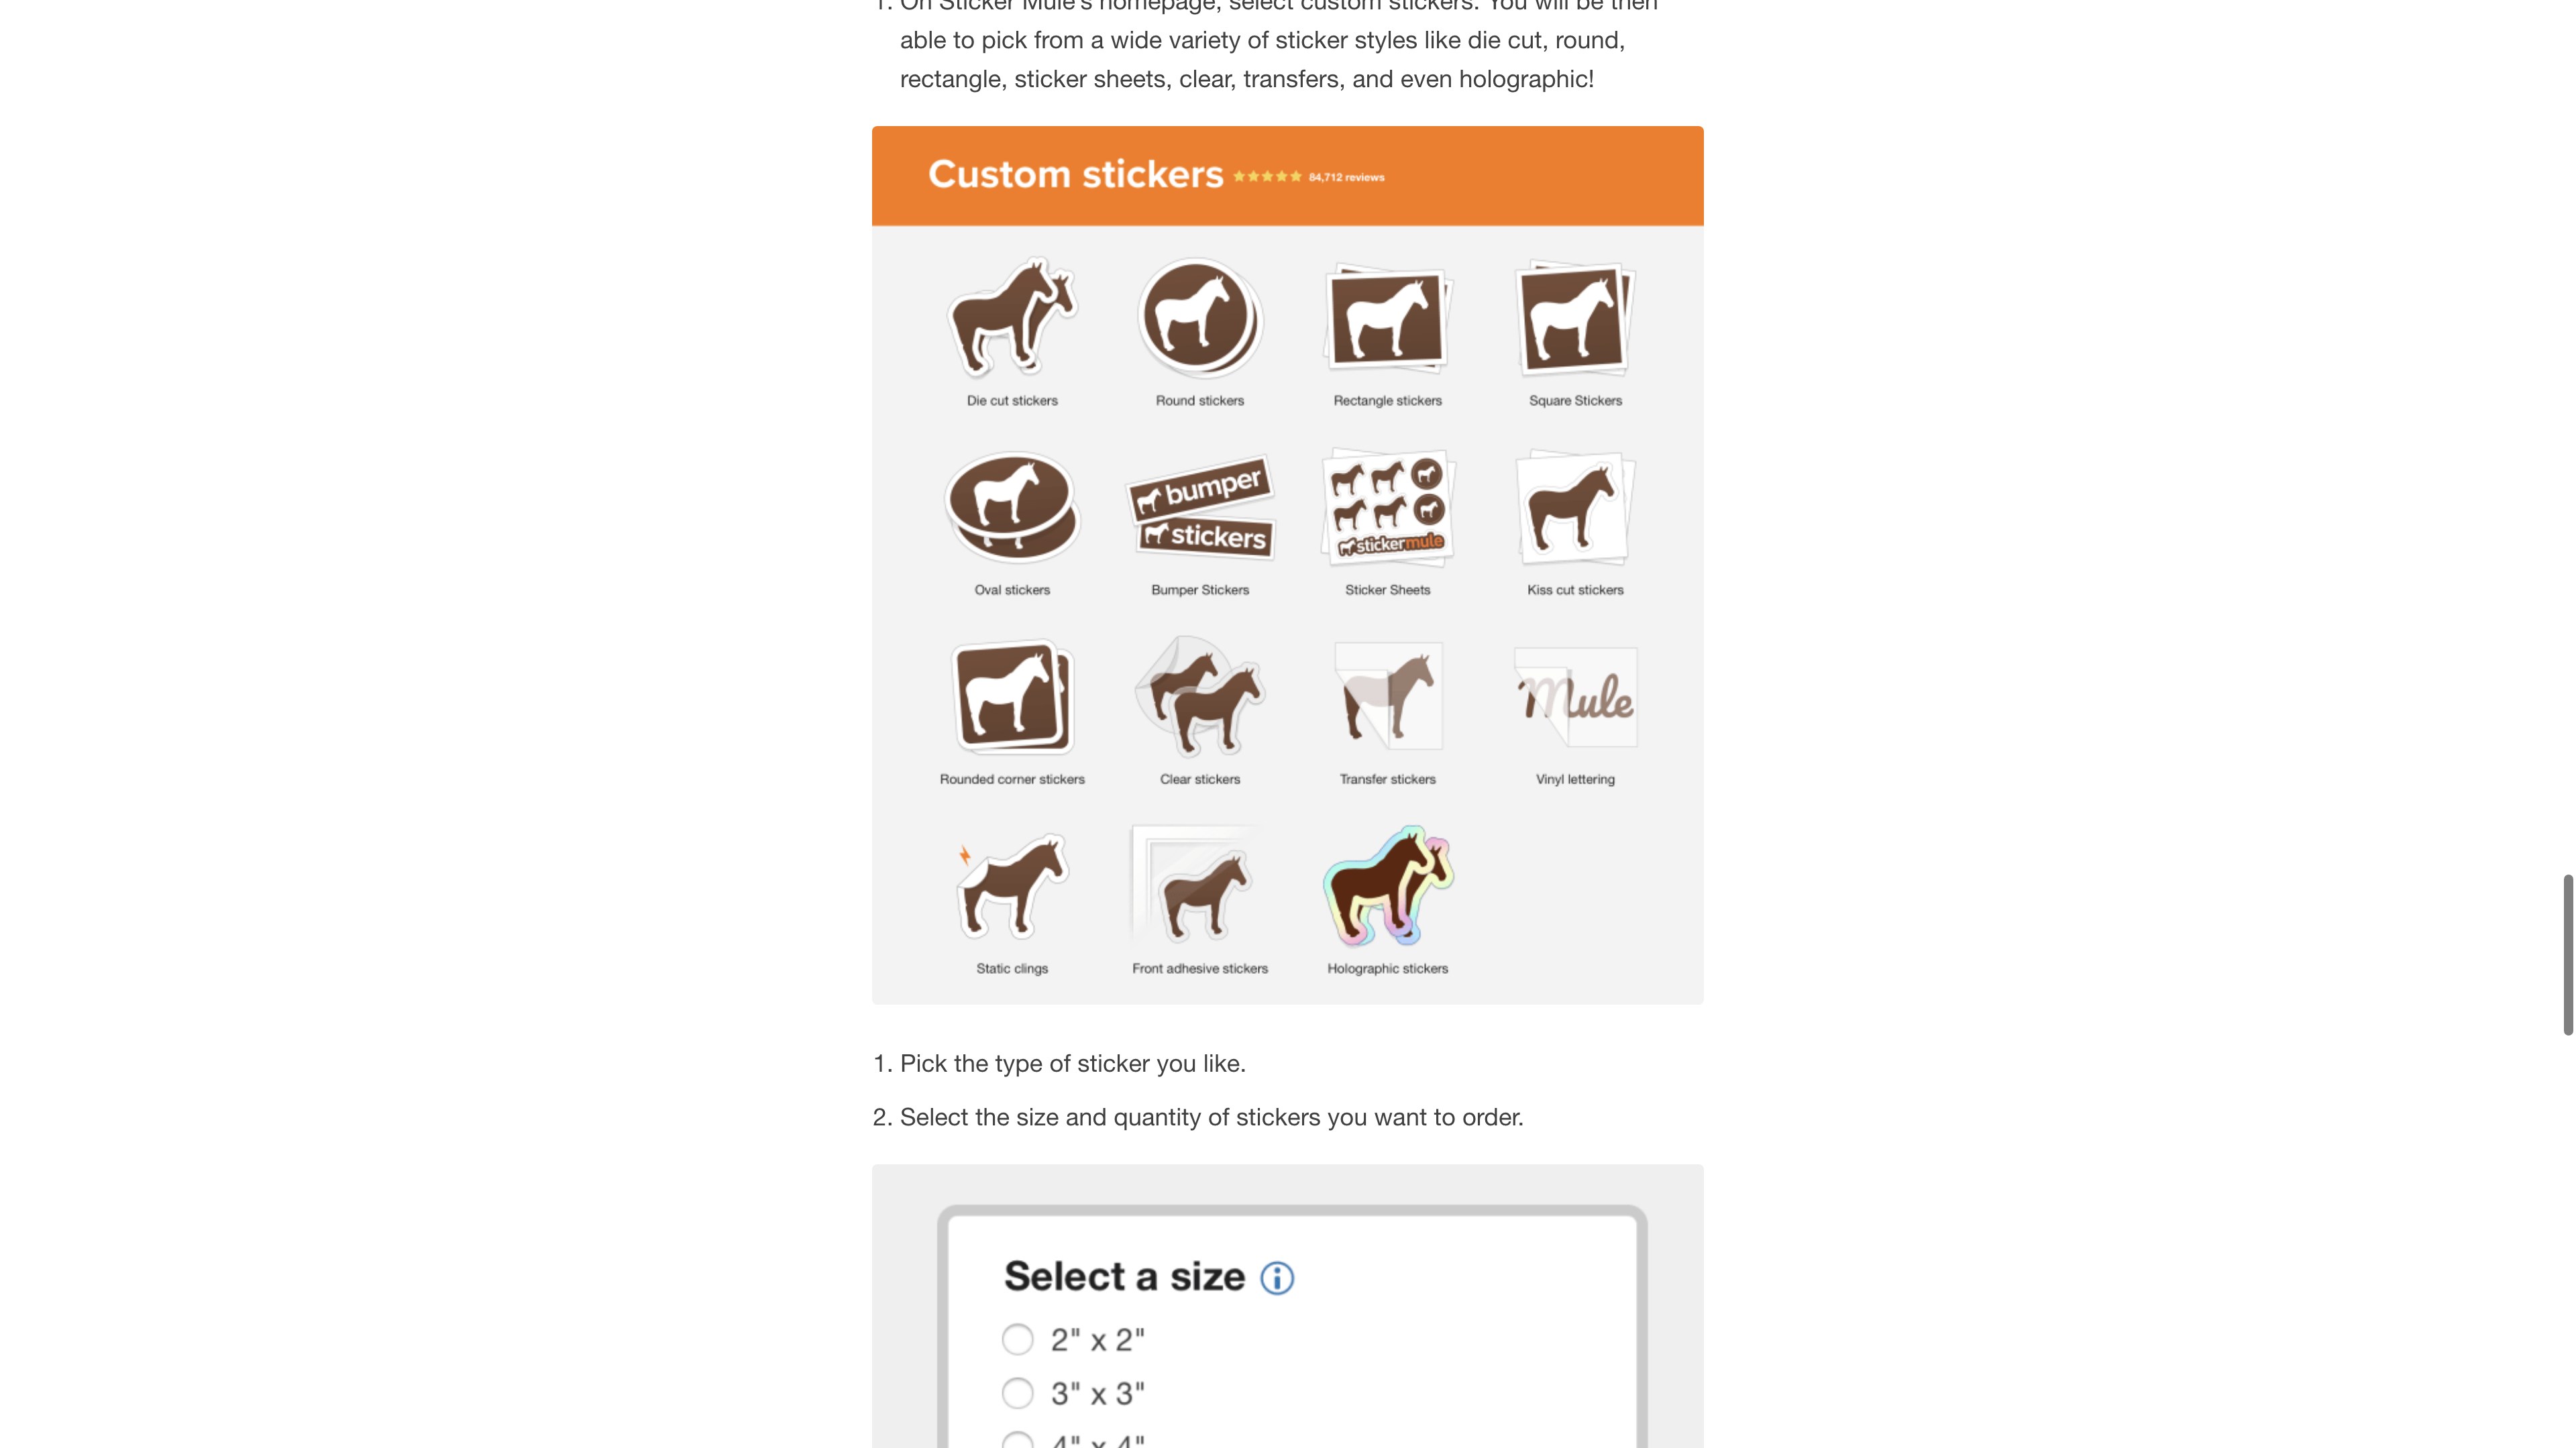 1. On Sticker Mule's homepage, select custom stickers. You will be then
able to pick from a wide variety of sticker styles like die cut, round,
rectangle, sticker sheets, clear, transfers, and even holographic!
Custom stickers 84,712 reviews
Die cut stickers
Round stickers
Rectangle stickers
Square Stickers
bumper
stickers
stickermule
Oval stickers
Bumper Stickers
Sticker Sheets
Kiss cut stickers
Mule
Rounded corner stickers
Clear stickers
Transfer stickers
Vinyl lettering
Static clings
Front adhesive stickers
Holographic stickers
1. Pick the type of sticker you like.
2. Select the size and quantity of stickers you want to order.
Select a size
2" x 2"
3" x 3"
4" x 4"